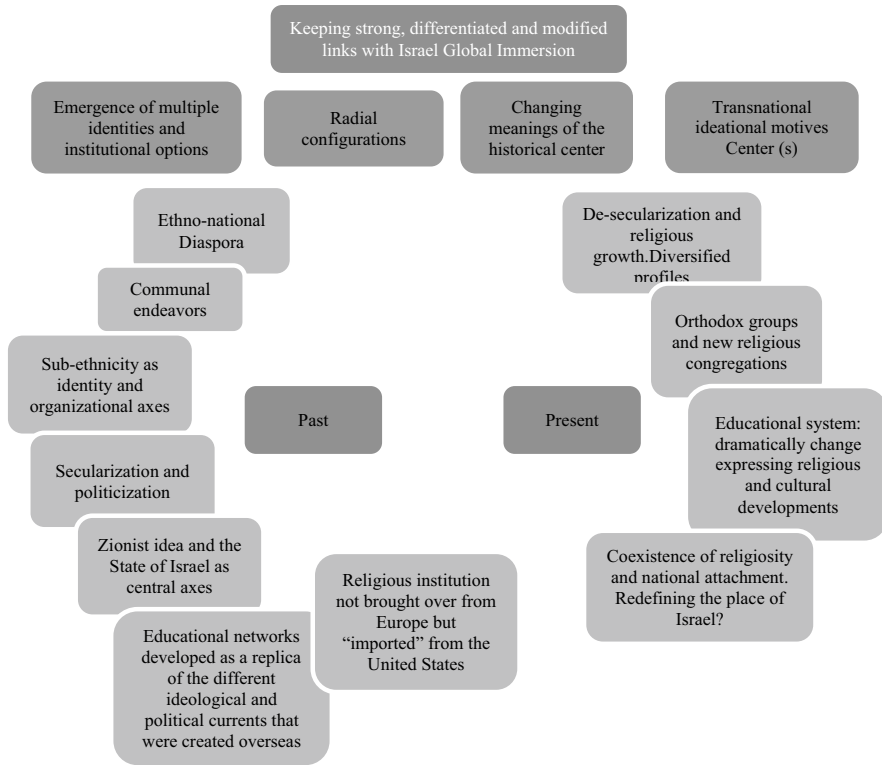 Keeping strong, differentiated and modified
links with Israel Global Immersion
Emergence of multiple
identities and
institutional options
Radial
configurations
Changing
meanings of the
historical center
Transnational
ideational motives
Center (s)
Ethno-national
Diaspora
Communal
endeavors
Sub-ethnicity as
identity and
organizational axes
Secularization and
politicization
Zionist idea and the
State of Israel as
central axes
Educational networks
developed as a replica
of the different
ideological and
political currents that
were created overseas
Religious institution
not brought over from
Europe but
“imported” from the
United States
Past
Present
De-secularization and
religious
growth.Diversified
profiles
Orthodox groups
and new religious
congregations
Educational system:
dramatically change
expressing religious
and cultural
developments
Coexistence of religiosity
and national attachment.
Redefining the place of
Israel?